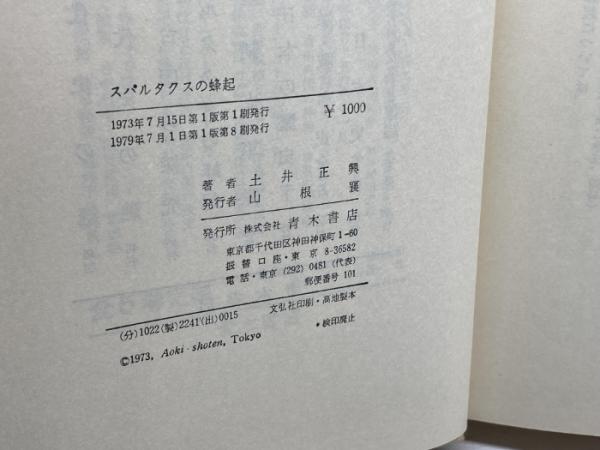 スパルタクスの蜂起
1973年7月15日第1版第1刷発行
1979年7月1日第1版第8刷発行
¥ 1000
著者 土井正興
発行者 山根襄
発行所 株式会社 青木書店
東京都千代田区神田神保町1-60
振替口座・東京 8-36582
電話・東京 (292) 0481 (代表)
郵便番号 101
(分)1022(製)2241(出)0015
文弘社印刷・高地製本
©1973, Aoki-shoten, Tokyo
*検印廃止